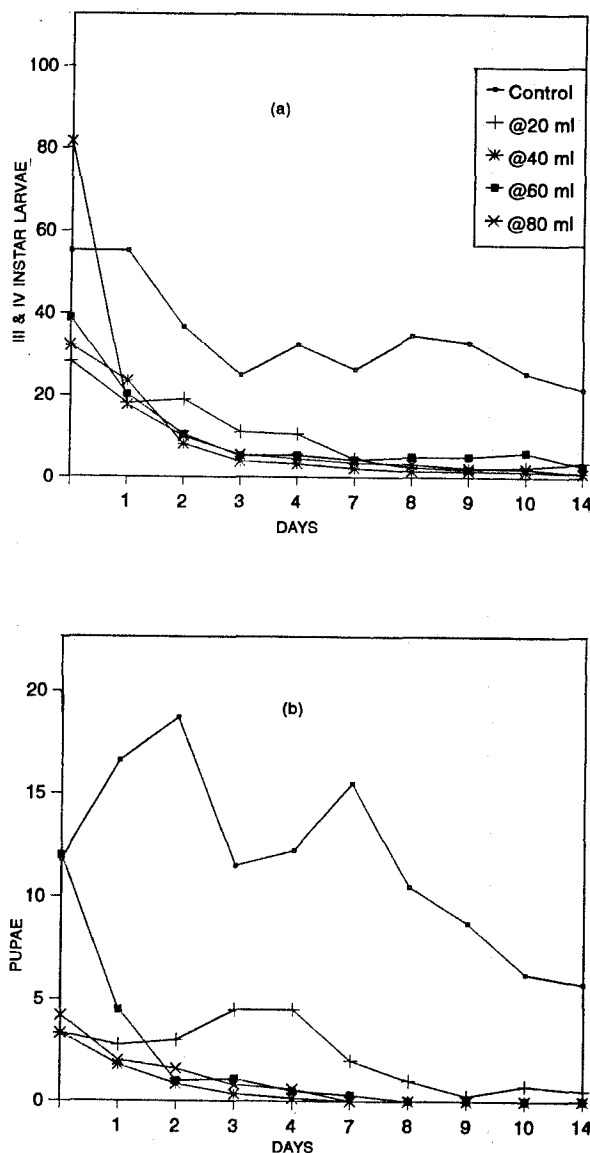 (a)
III & IV INSTAR LARVAE
100
80
60
40
20
0
Control
@20 ml
@40 ml
@60 ml
@80 ml
1 2 3 4 7 8 9 10 14
DAYS
(b)
PUPAE
20
15
10
5
0
1 2 3 4 7 8 9 10 14
DAYS